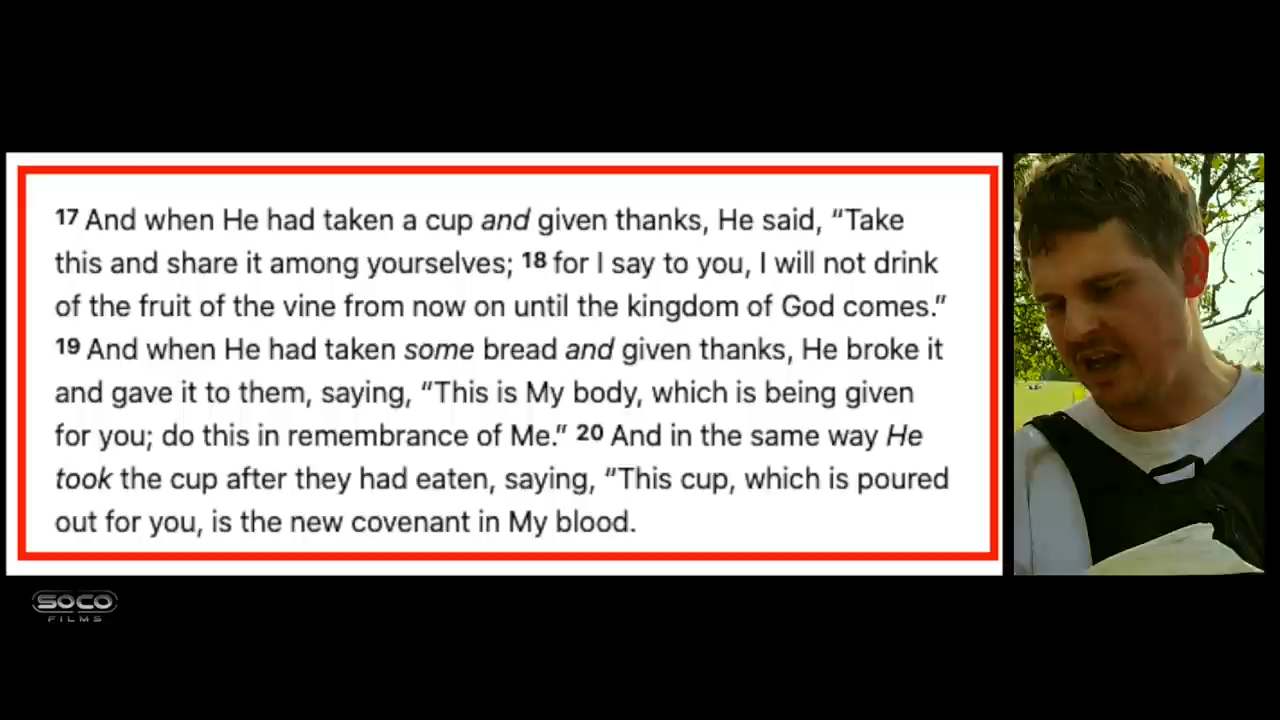 17 And when He had taken a cup and given thanks, He said, “Take
this and share it among yourselves; 18 for I say to you, I will not drink
of the fruit of the vine from now on until the kingdom of God comes.”
19 And when He had taken some bread and given thanks, He broke it
and gave it to them, saying, “This is My body, which is being given
for you; do this in remembrance of Me.” 20 And in the same way He
took the cup after they had eaten, saying, “This cup, which is poured
out for you, is the new covenant in My blood.
SOCO
FILMS